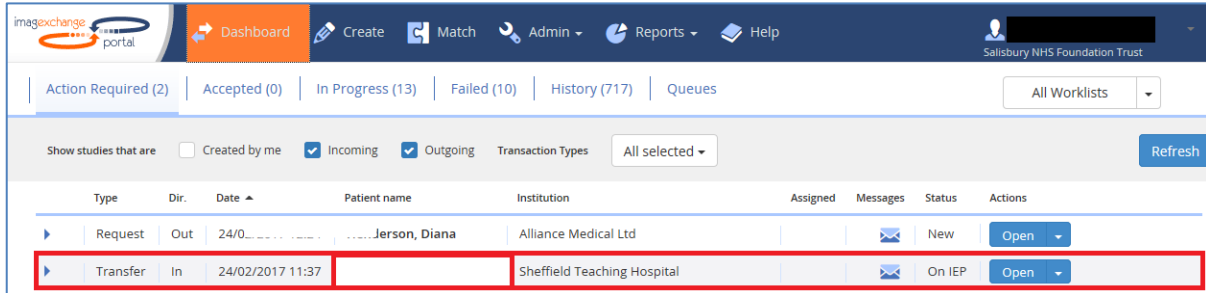 imagexchange portal Dashboard Create Match Admin Reports Help
Salisbury NHS Foundation Trust
Action Required (2) Accepted (0) In Progress (13) Failed (10) History (717) Queues All Worklists
Show studies that are Created by me Incoming Outgoing Transaction Types All selected Refresh
Type Dir. Date Patient name Institution Assigned Messages Status Actions
Request Out Diana Alliance Medical Ltd New Open
Transfer In 24/02/2017 11:37 Sheffield Teaching Hospital On IEP Open